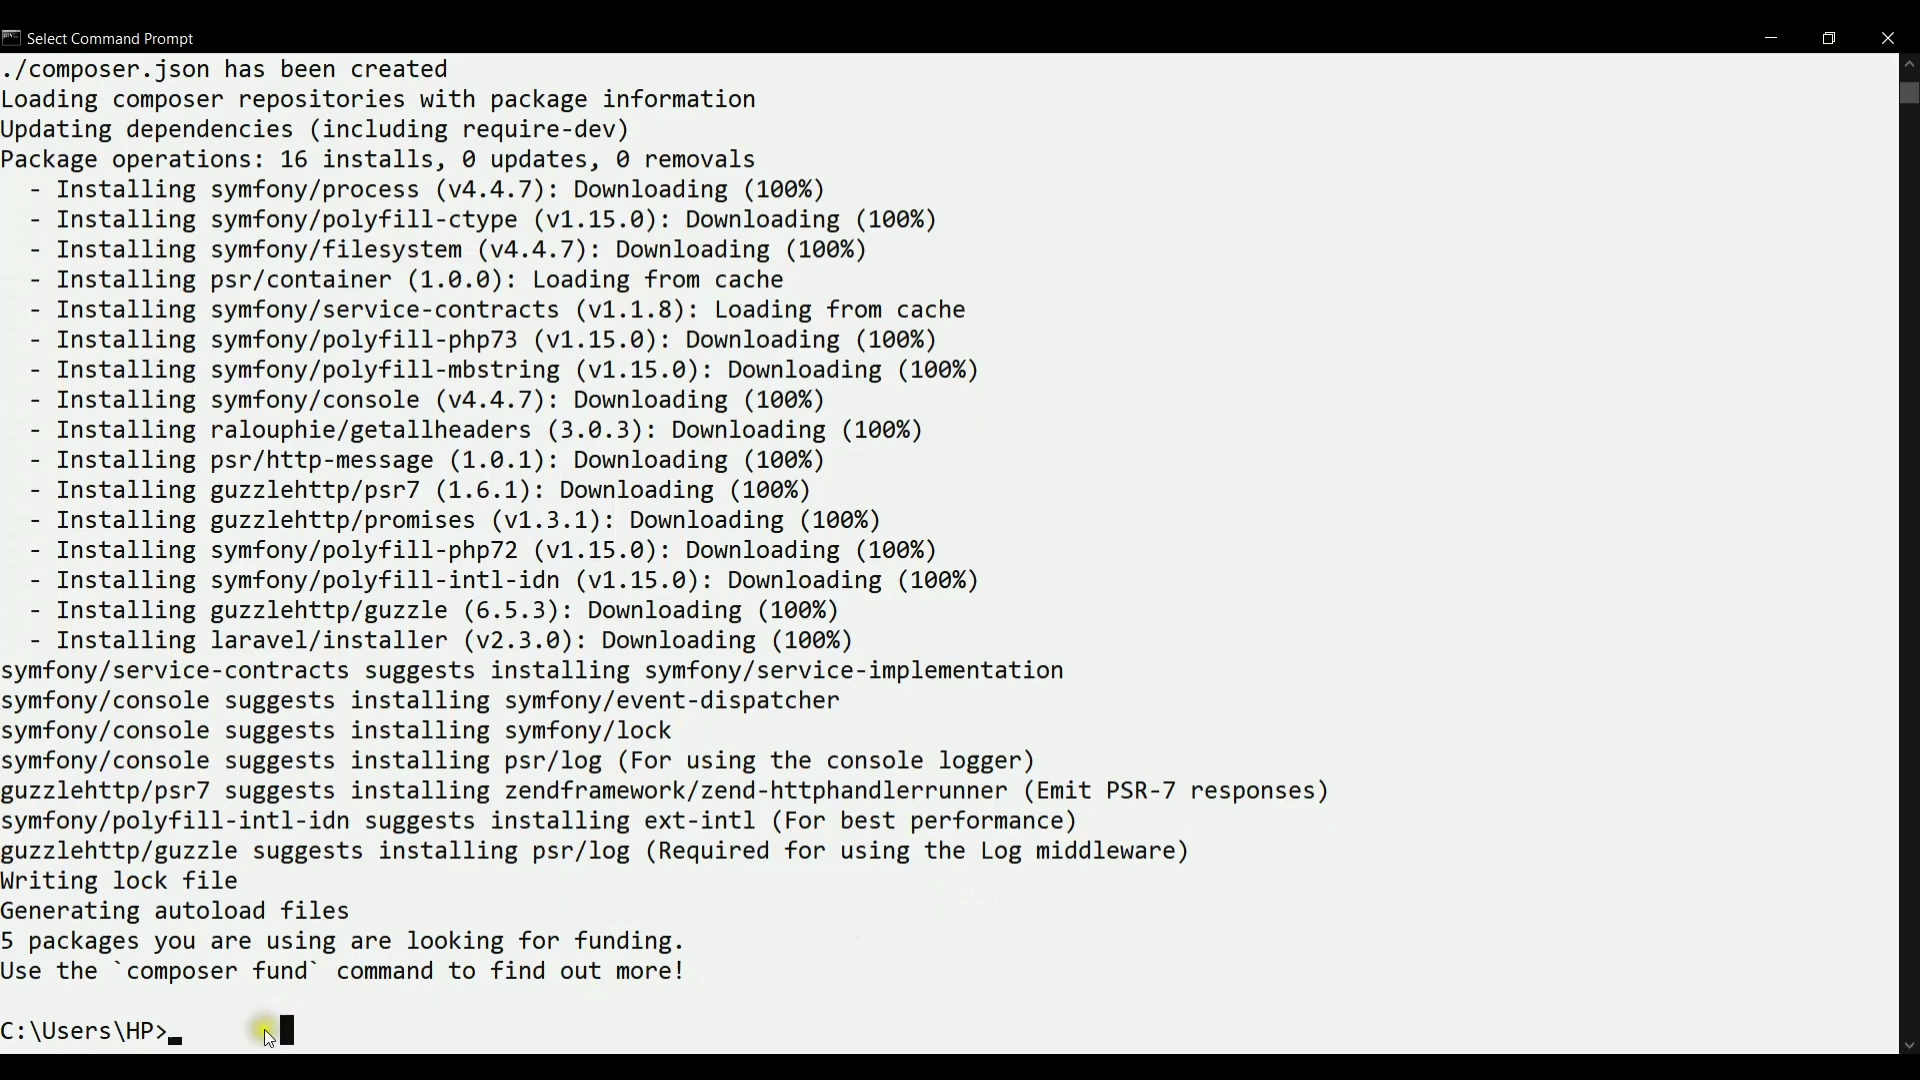 Select Command Prompt
./composer.json has been created
Loading composer repositories with package information
Updating dependencies (including require-dev)
Package operations: 16 installs, 0 updates, 0 removals
  - Installing symfony/process (v4.4.7): Downloading (100%)
  - Installing symfony/polyfill-ctype (v1.15.0): Downloading (100%)
  - Installing symfony/filesystem (v4.4.7): Downloading (100%)
  - Installing psr/container (1.0.0): Loading from cache
  - Installing symfony/service-contracts (v1.1.8): Loading from cache
  - Installing symfony/polyfill-php73 (v1.15.0): Downloading (100%)
  - Installing symfony/polyfill-mbstring (v1.15.0): Downloading (100%)
  - Installing symfony/console (v4.4.7): Downloading (100%)
  - Installing ralouphie/getallheaders (3.0.3): Downloading (100%)
  - Installing psr/http-message (1.0.1): Downloading (100%)
  - Installing guzzlehttp/psr7 (1.6.1): Downloading (100%)
  - Installing guzzlehttp/promises (v1.3.1): Downloading (100%)
  - Installing symfony/polyfill-php72 (v1.15.0): Downloading (100%)
  - Installing symfony/polyfill-intl-idn (v1.15.0): Downloading (100%)
  - Installing guzzlehttp/guzzle (6.5.3): Downloading (100%)
  - Installing laravel/installer (v2.3.0): Downloading (100%)
symfony/service-contracts suggests installing symfony/service-implementation
symfony/console suggests installing symfony/event-dispatcher
symfony/console suggests installing symfony/lock
symfony/console suggests installing psr/log (For using the console logger)
guzzlehttp/psr7 suggests installing zendframework/zend-httphandlerrunner (Emit PSR-7 responses)
symfony/polyfill-intl-idn suggests installing ext-intl (For best performance)
guzzlehttp/guzzle suggests installing psr/log (Required for using the Log middleware)
Writing lock file
Generating autoload files
5 packages you are using are looking for funding.
Use the `composer fund` command to find out more!
C:\Users\HP>